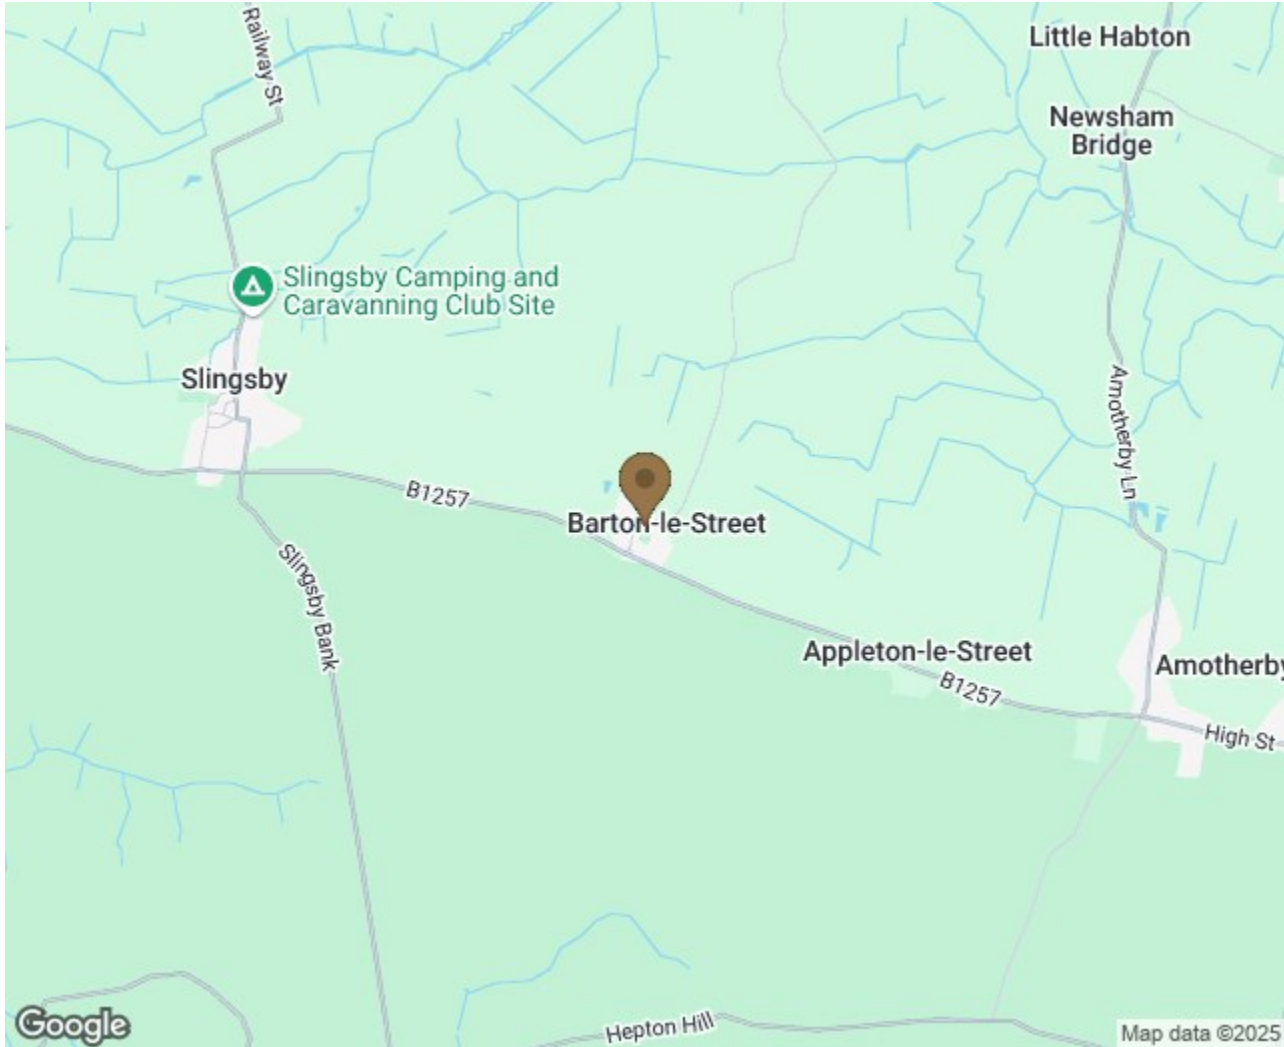 Railway St
Little Habton
Newsham
Bridge
Slingsby Camping and
Caravanning Club Site
Slingsby
Amotherby Ln
B1257
Barton-le-Street
Slingsby Bank
Appleton-le-Street
Amotherby
B1257
High St
Hepton Hill
Google
Map data ©2025